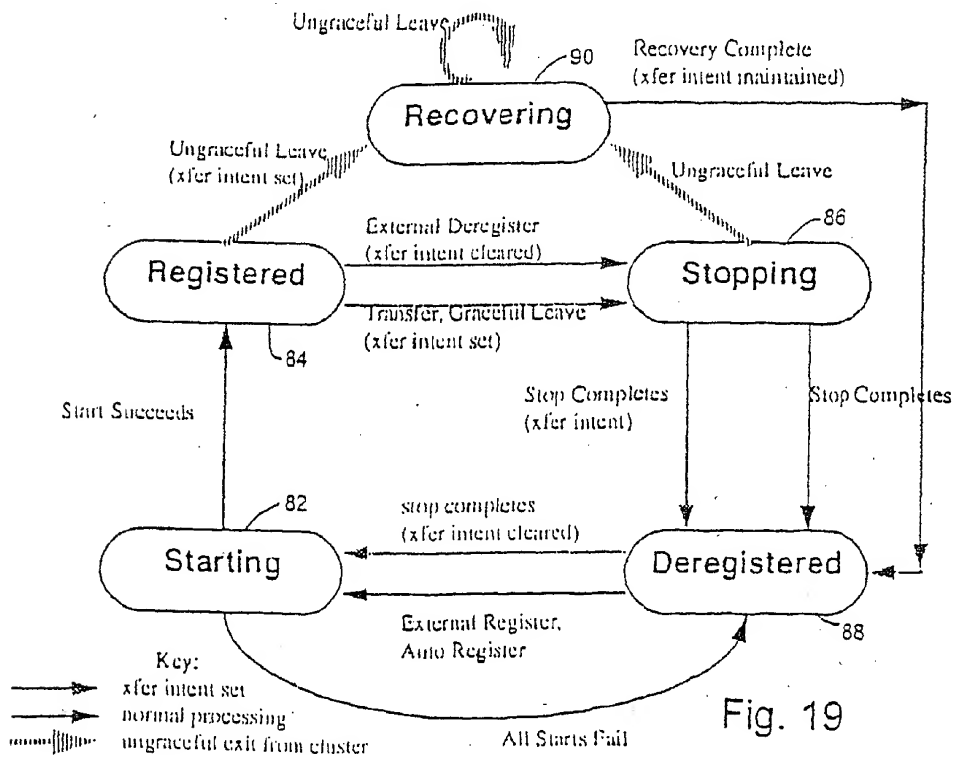 Ungraceful Leave
90
Recovery Complete
(xfer intent maintained)
Recovering
Ungraceful Leave
(xfer intent set)
Ungraceful Leave
External Deregister
(xfer intent cleared)
86
Registered
Stopping
Transfer, Graceful Leave
(xfer intent set)
84
Start Succeeds
Stop Completes
(xfer intent)
Stop Completes
82
stop completes
(xfer intent cleared)
Starting
Deregistered
External Register,
Auto Register
88
Key:
xfer intent set
normal processing
ungraceful exit from cluster
All Starts Fail
Fig. 19